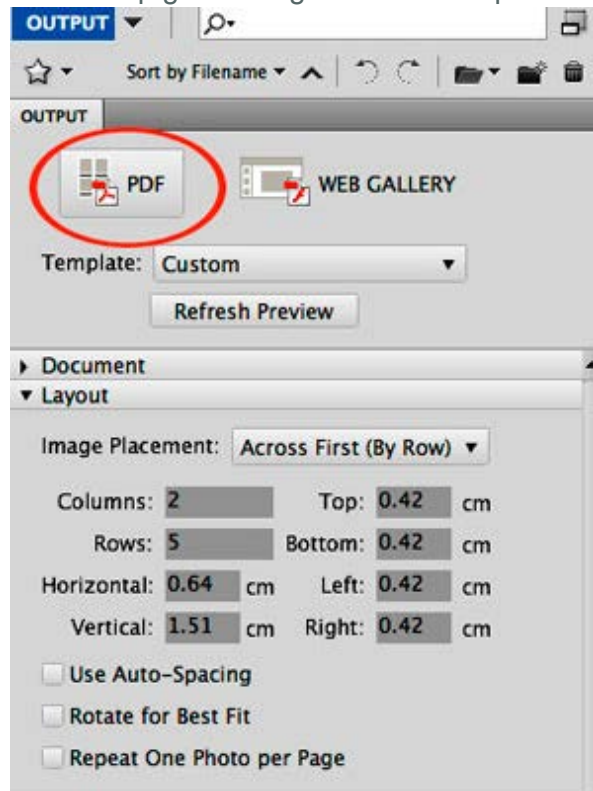 OUTPUT
Sort by Filename
OUTPUT
PDF WEB GALLERY
Template: Custom
Refresh Preview
Document
Layout
Image Placement: Across First (By Row)
Columns: 2 Top: 0.42 cm
Rows: 5 Bottom: 0.42 cm
Horizontal: 0.64 cm Left: 0.42 cm
Vertical: 1.51 cm Right: 0.42 cm
Use Auto-Spacing
Rotate for Best Fit
Repeat One Photo per Page